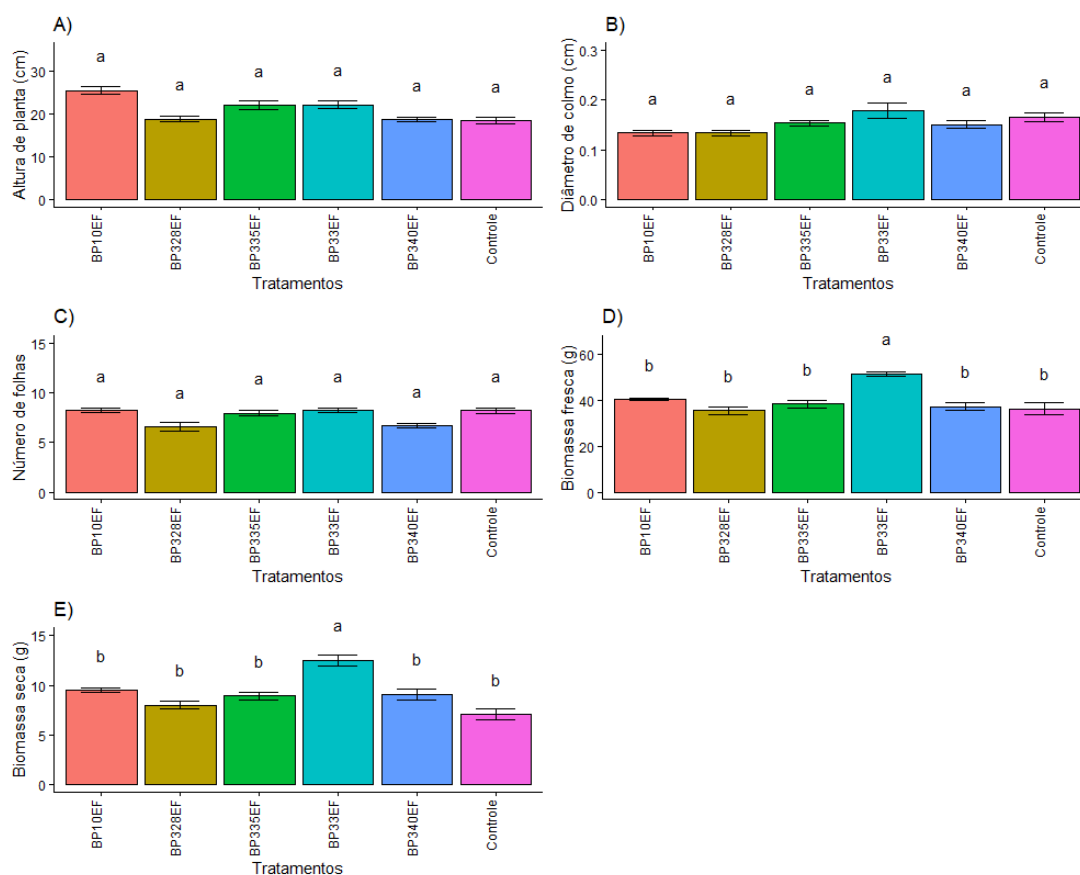 A)
Altura de planta (cm)
30
20
10
0
a
a
a
a
a
a
BP10EF
BP328EF
BP335EF
BP33EF
BP340EF
Controle
Tratamentos
B)
Diâmetro de colmo (cm)
0.3
0.2
0.1
0.0
a
a
a
a
a
a
BP10EF
BP328EF
BP335EF
BP33EF
BP340EF
Controle
Tratamentos
C)
Número de folhas
15
10
5
0
a
a
a
a
a
a
BP10EF
BP328EF
BP335EF
BP33EF
BP340EF
Controle
Tratamentos
D)
Biomassa fresca (g)
60
40
20
0
b
b
b
a
b
b
BP10EF
BP328EF
BP335EF
BP33EF
BP340EF
Controle
Tratamentos
E)
Biomassa seca (g)
15
10
5
0
b
b
b
a
b
b
BP10EF
BP328EF
BP335EF
BP33EF
BP340EF
Controle
Tratamentos